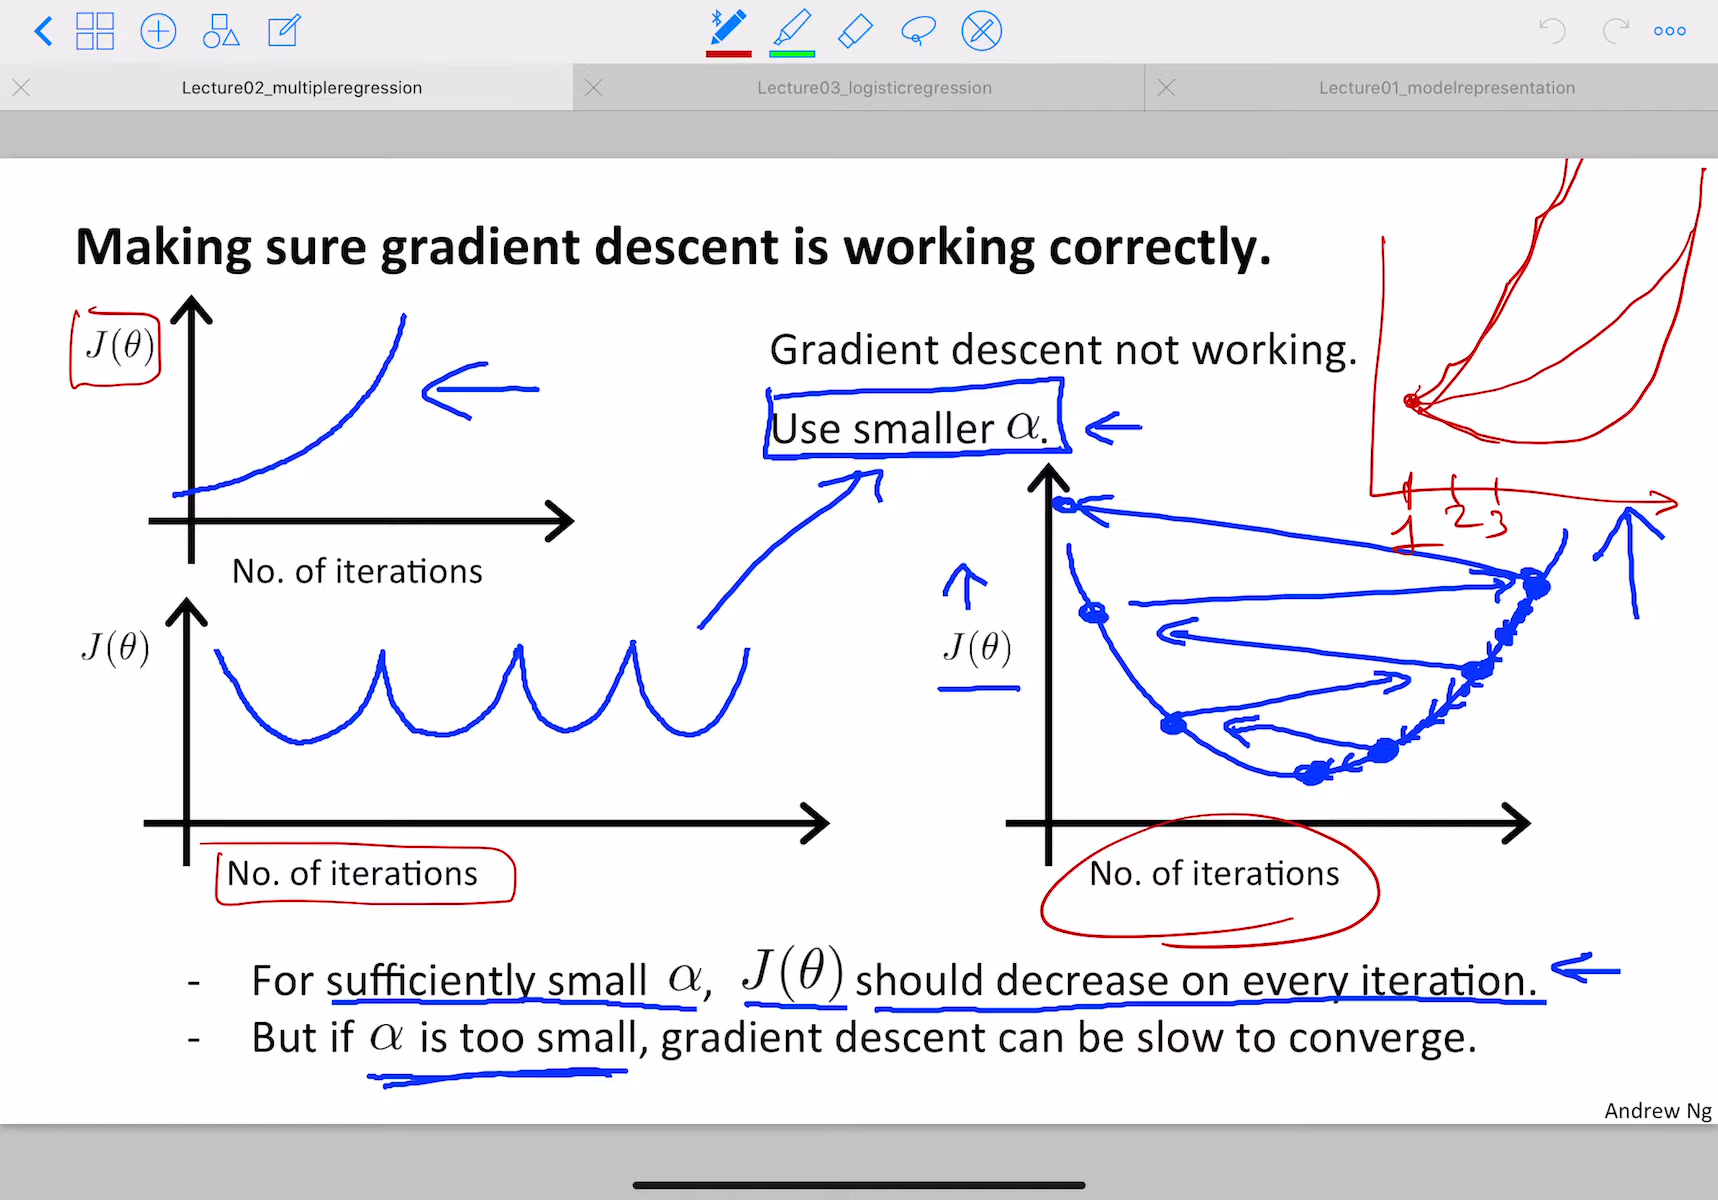 Lecture02_multipleregression
Lecture03_logisticregression
Lecture01_modelrepresentation
Making sure gradient descent is working correctly.
J(θ)
Gradient descent not working.
Use smaller α.
1 2 3
No. of iterations
J(θ)
J(θ)
No. of iterations
No. of iterations
- For sufficiently small α, J(θ) should decrease on every iteration.
- But if α is too small, gradient descent can be slow to converge.
Andrew Ng